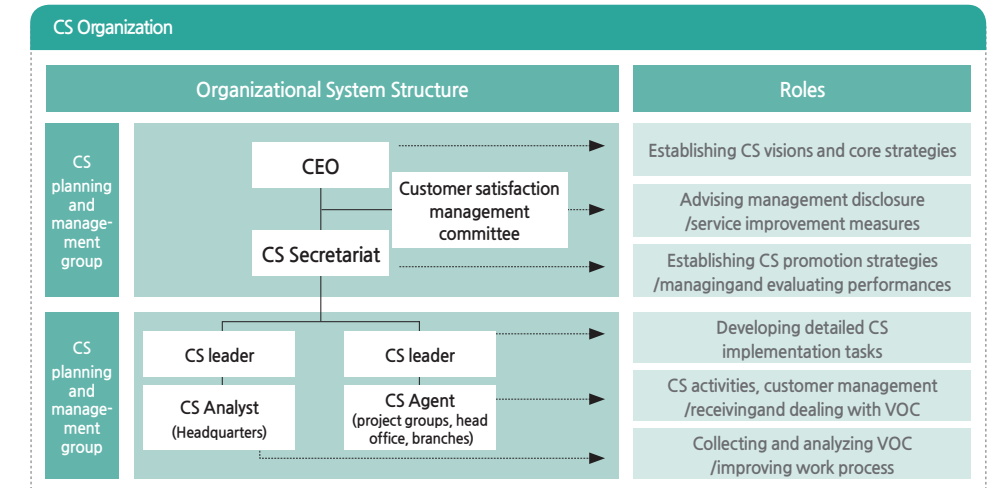 CS Organization
Organizational System Structure
Roles
CS
planning
and
manage-
ment
group
CEO
Customer satisfaction
management
committee
CS Secretariat
Establishing CS visions and core strategies
Advising management disclosure
/service improvement measures
Establishing CS promotion strategies
/managingand evaluating performances
CS
planning
and
manage-
ment
group
CS leader
CS leader
CS Analyst
(Headquarters)
CS Agent
(project groups, head
office, branches)
Developing detailed CS
implementation tasks
CS activities, customer management
/receivingand dealing with VOC
Collecting and analyzing VOC
/improving work process